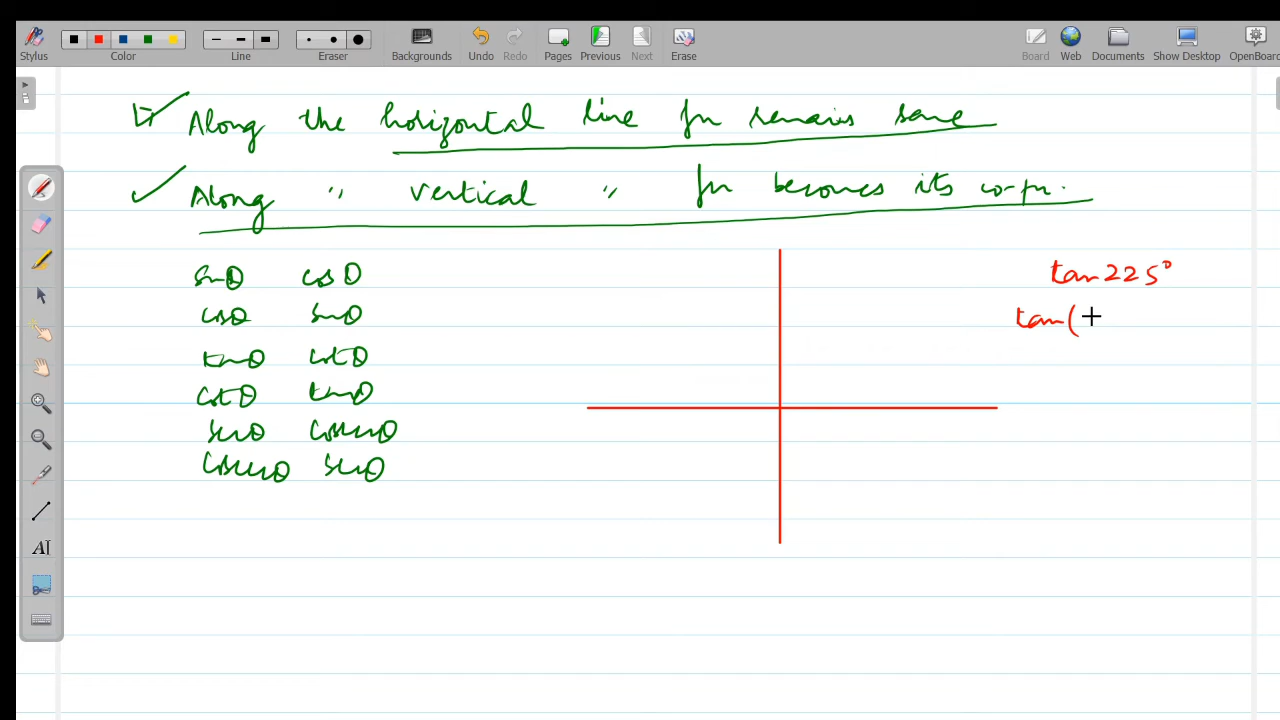 Stylus Color Line Eraser Backgrounds Undo Redo Pages Previous Next Erase Board Web Documents Show Desktop OpenBoard
Along the horizontal line fn remains same
Along " vertical " fn becomes its co-fn.
sinθ cosθ
cosθ sinθ
tanθ cotθ
cotθ tanθ
secθ cosecθ
cosecθ secθ
tan 225°
tan(